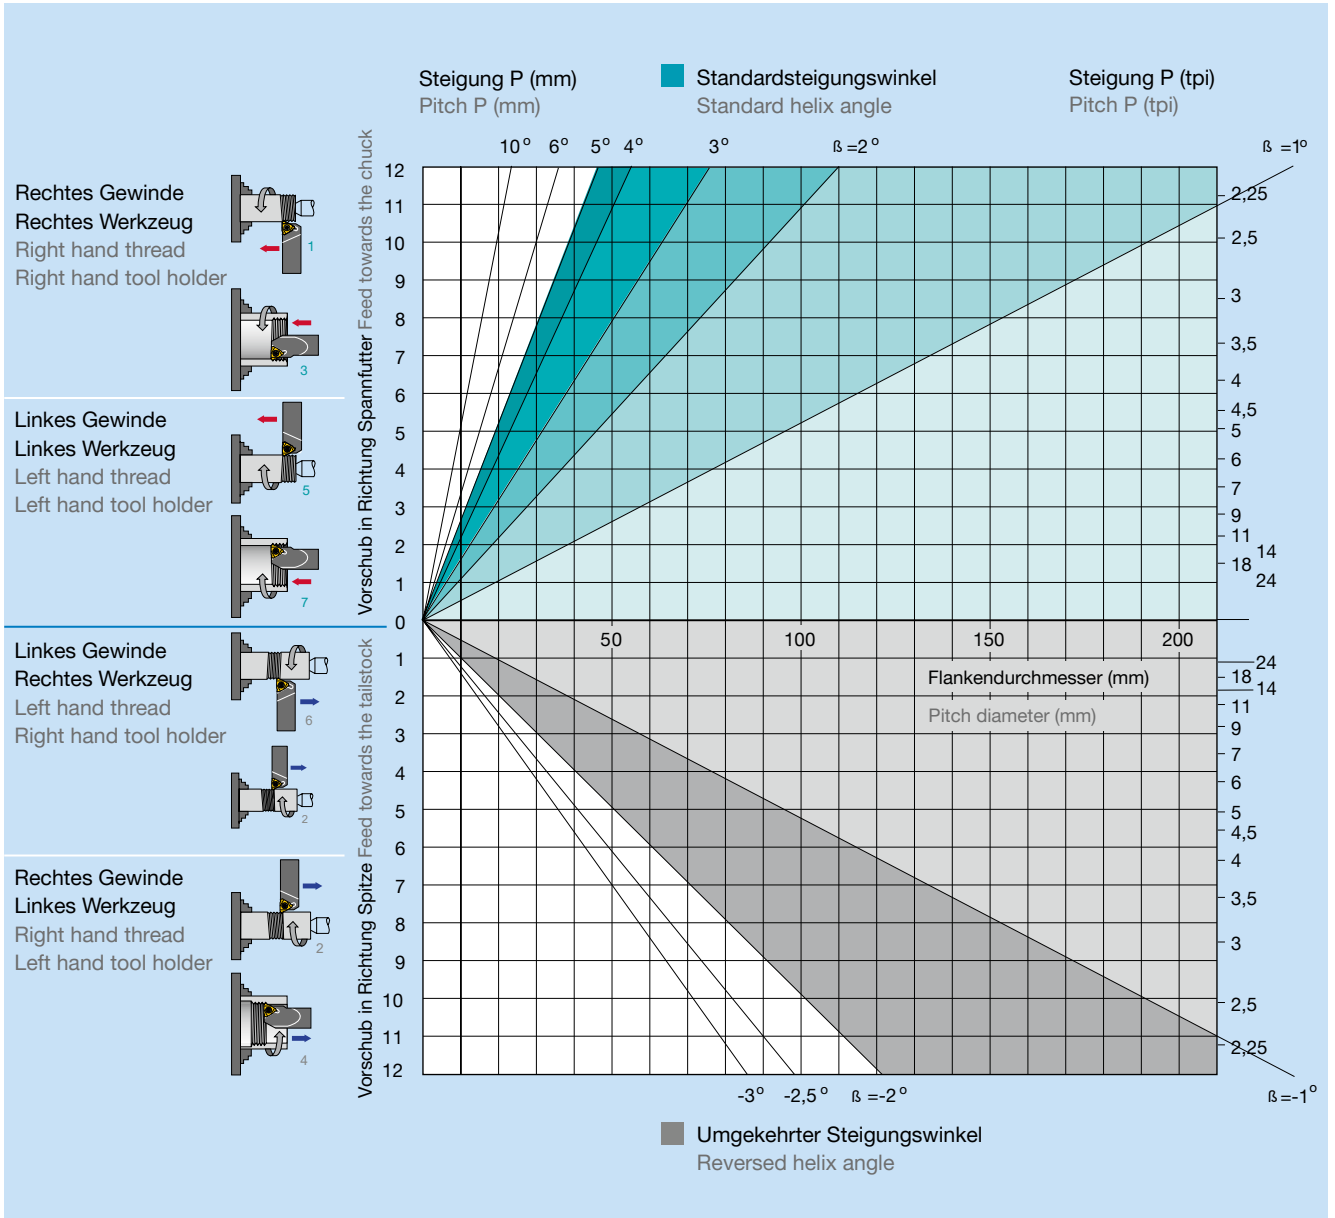 Steigung P (mm)
Pitch P (mm)
Standardsteigungswinkel
Standard helix angle
Steigung P (tpi)
Pitch P (tpi)
10° 6° 5° 4° 3° ß =2° ß =1°
Rechtes Gewinde
Rechtes Werkzeug
Right hand thread
Right hand tool holder
1
3
Linkes Gewinde
Linkes Werkzeug
Left hand thread
Left hand tool holder
5
7
Linkes Gewinde
Rechtes Werkzeug
Left hand thread
Right hand tool holder
6
2
Rechtes Gewinde
Linkes Werkzeug
Right hand thread
Left hand tool holder
2
4
Vorschub in Richtung Spannfutter Feed towards the chuck
Vorschub in Richtung Spitze Feed towards the tailstock
12
11
10
9
8
7
6
5
4
3
2
1
0
1
2
3
4
5
6
7
8
9
10
11
12
50 100 150 200
Flankendurchmesser (mm)
Pitch diameter (mm)
2,25
2,5
3
3,5
4
4,5
5
6
7
9
11
14
18
24
24
18
14
11
9
7
6
5
4,5
4
3,5
3
2,5
2,25
-3° -2,5° ß =-2° ß=-1°
Umgekehrter Steigungswinkel
Reversed helix angle